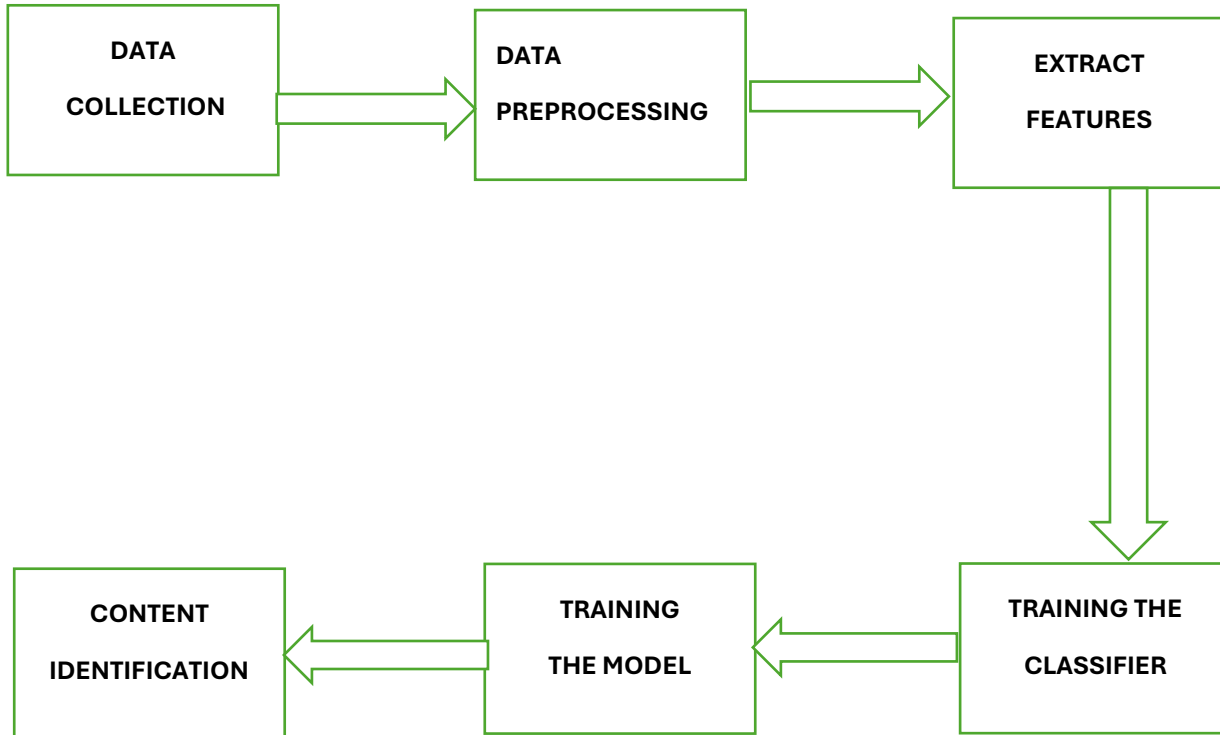 DATA
COLLECTION
DATA
PREPROCESSING
EXTRACT
FEATURES
TRAINING THE
CLASSIFIER
TRAINING
THE MODEL
CONTENT
IDENTIFICATION